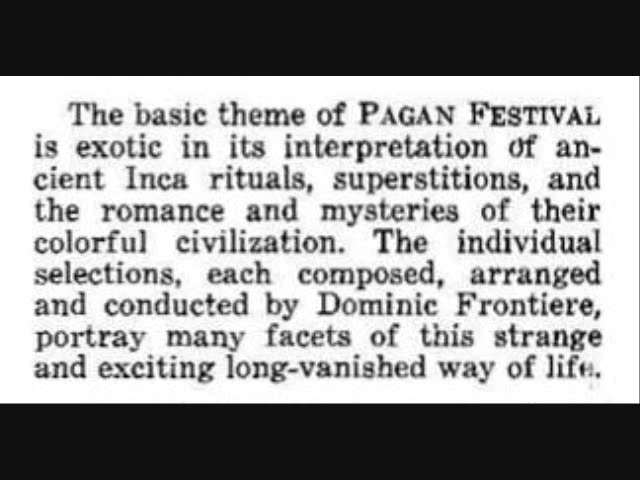 The basic theme of PAGAN FESTIVAL
is exotic in its interpretation of an-
cient Inca rituals, superstitions, and
the romance and mysteries of their
colorful civilization. The individual
selections, each composed, arranged
and conducted by Dominic Frontiere,
portray many facets of this strange
and exciting long-vanished way of life.